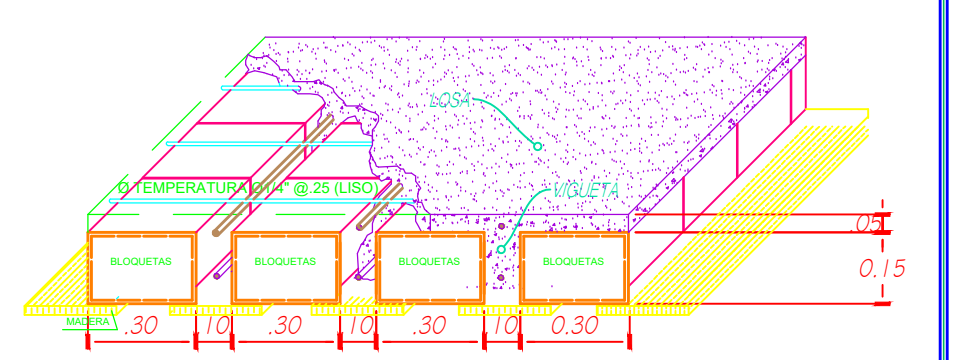 LOSA
Ø TEMPERATURA Ø1/4" @.25 (LISO)
VIGUETA
.05
BLOQUETAS
BLOQUETAS
BLOQUETAS
BLOQUETAS
0.15
MADERA
.30
10
.30
10
.30
10
0.30